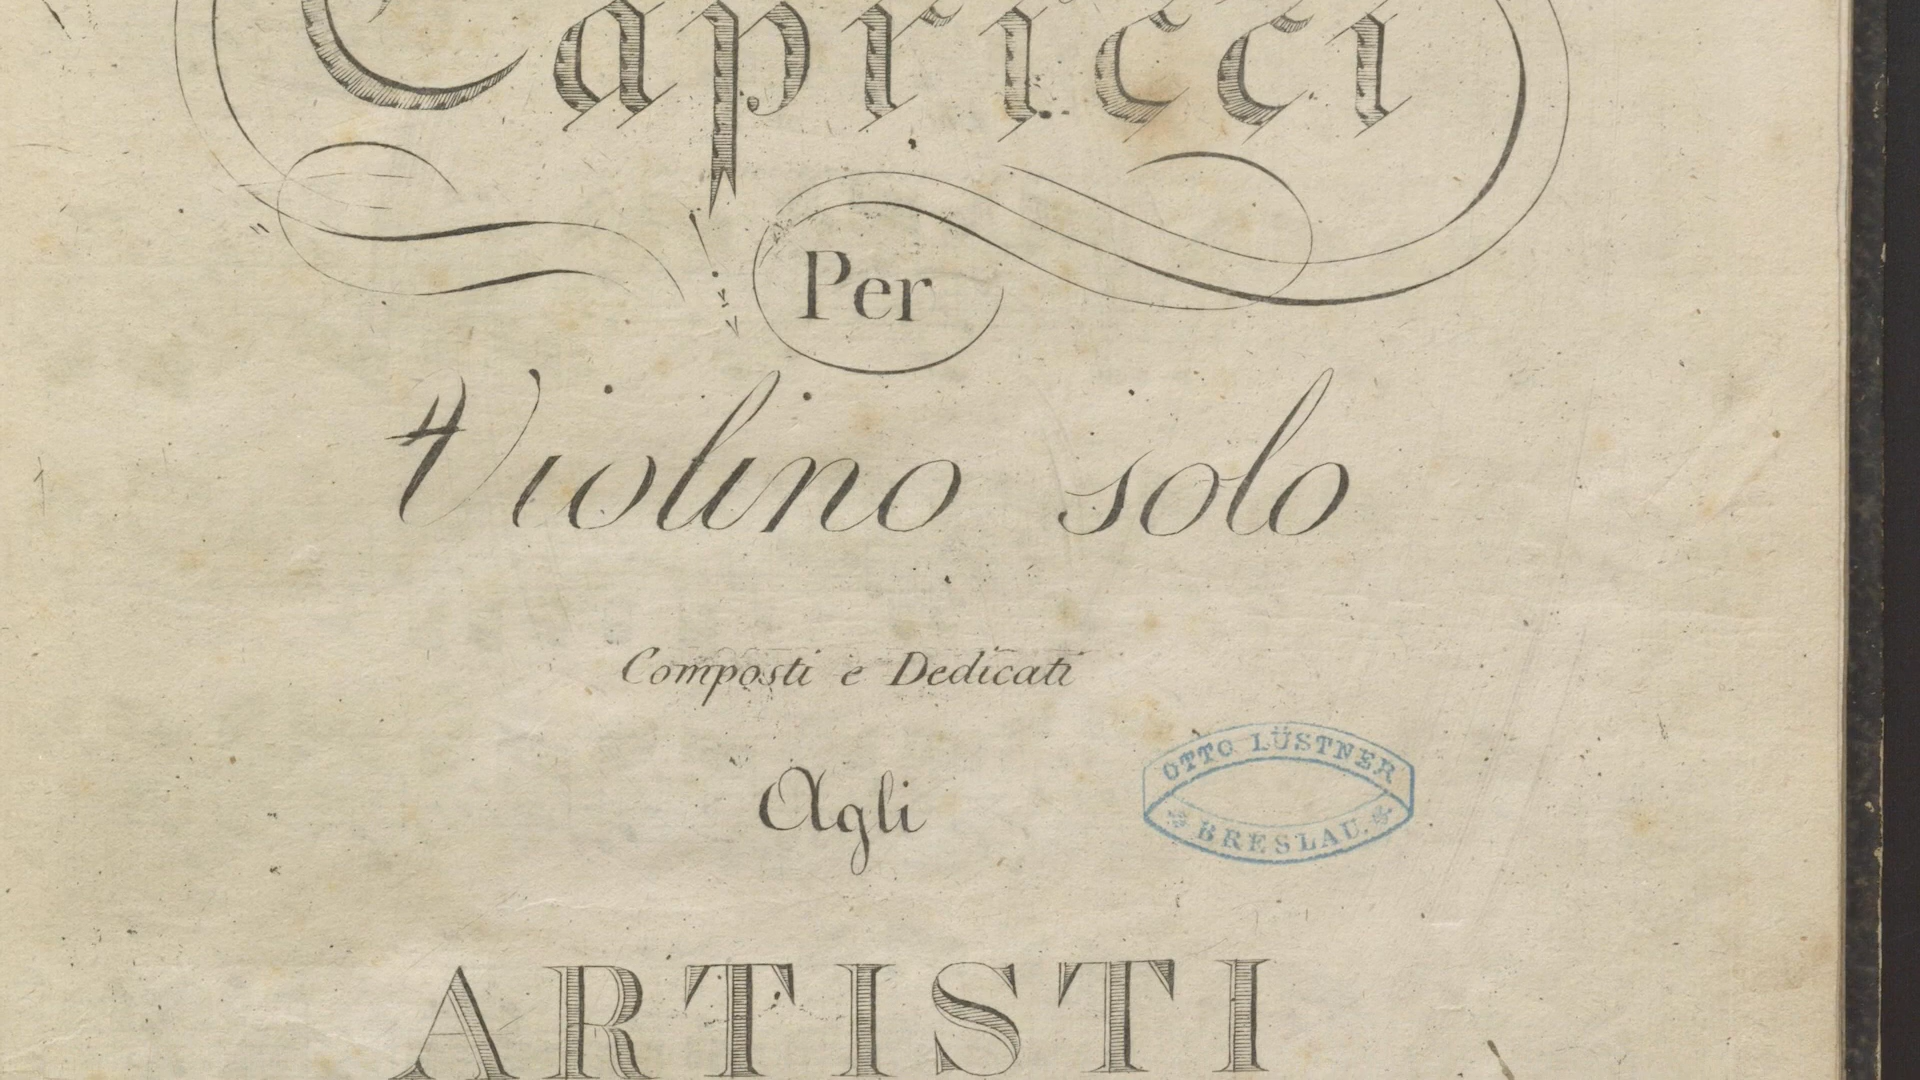 Capricci
Per
Violino solo
Composti e Dedicati
Agli
OTTO LÜSTNER
* BRESLAU. *
ARTISTI